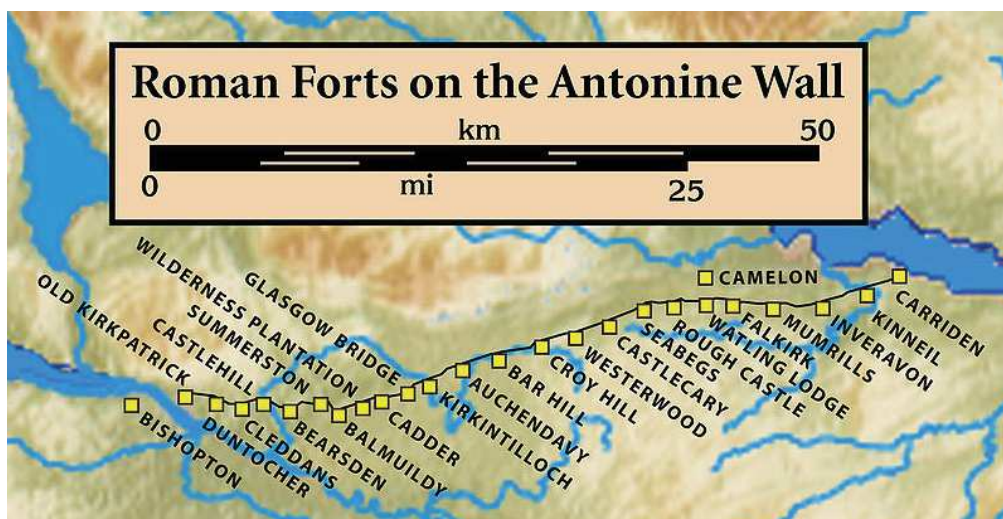 Roman Forts on the Antonine Wall
0 km 50
0 mi 25
GLASGOW BRIDGE
WILDERNESS PLANTATION
SUMMERSTON
CASTLEHILL
OLD KIRKPATRICK
BISHOPTON
DUNTOCHER
CLEDDANS
BEARSDEN
BALMUILDY
CADDER
KIRKINTILLOCH
AUCHENDAVY
BAR HILL
CROY HILL
WESTERWOOD
CASTLECARY
SEABEGS
ROUGH CASTLE
WATLING LODGE
CAMELON
FALKIRK
MUMRILLS
INVERAVON
KINNEIL
CARRIDEN